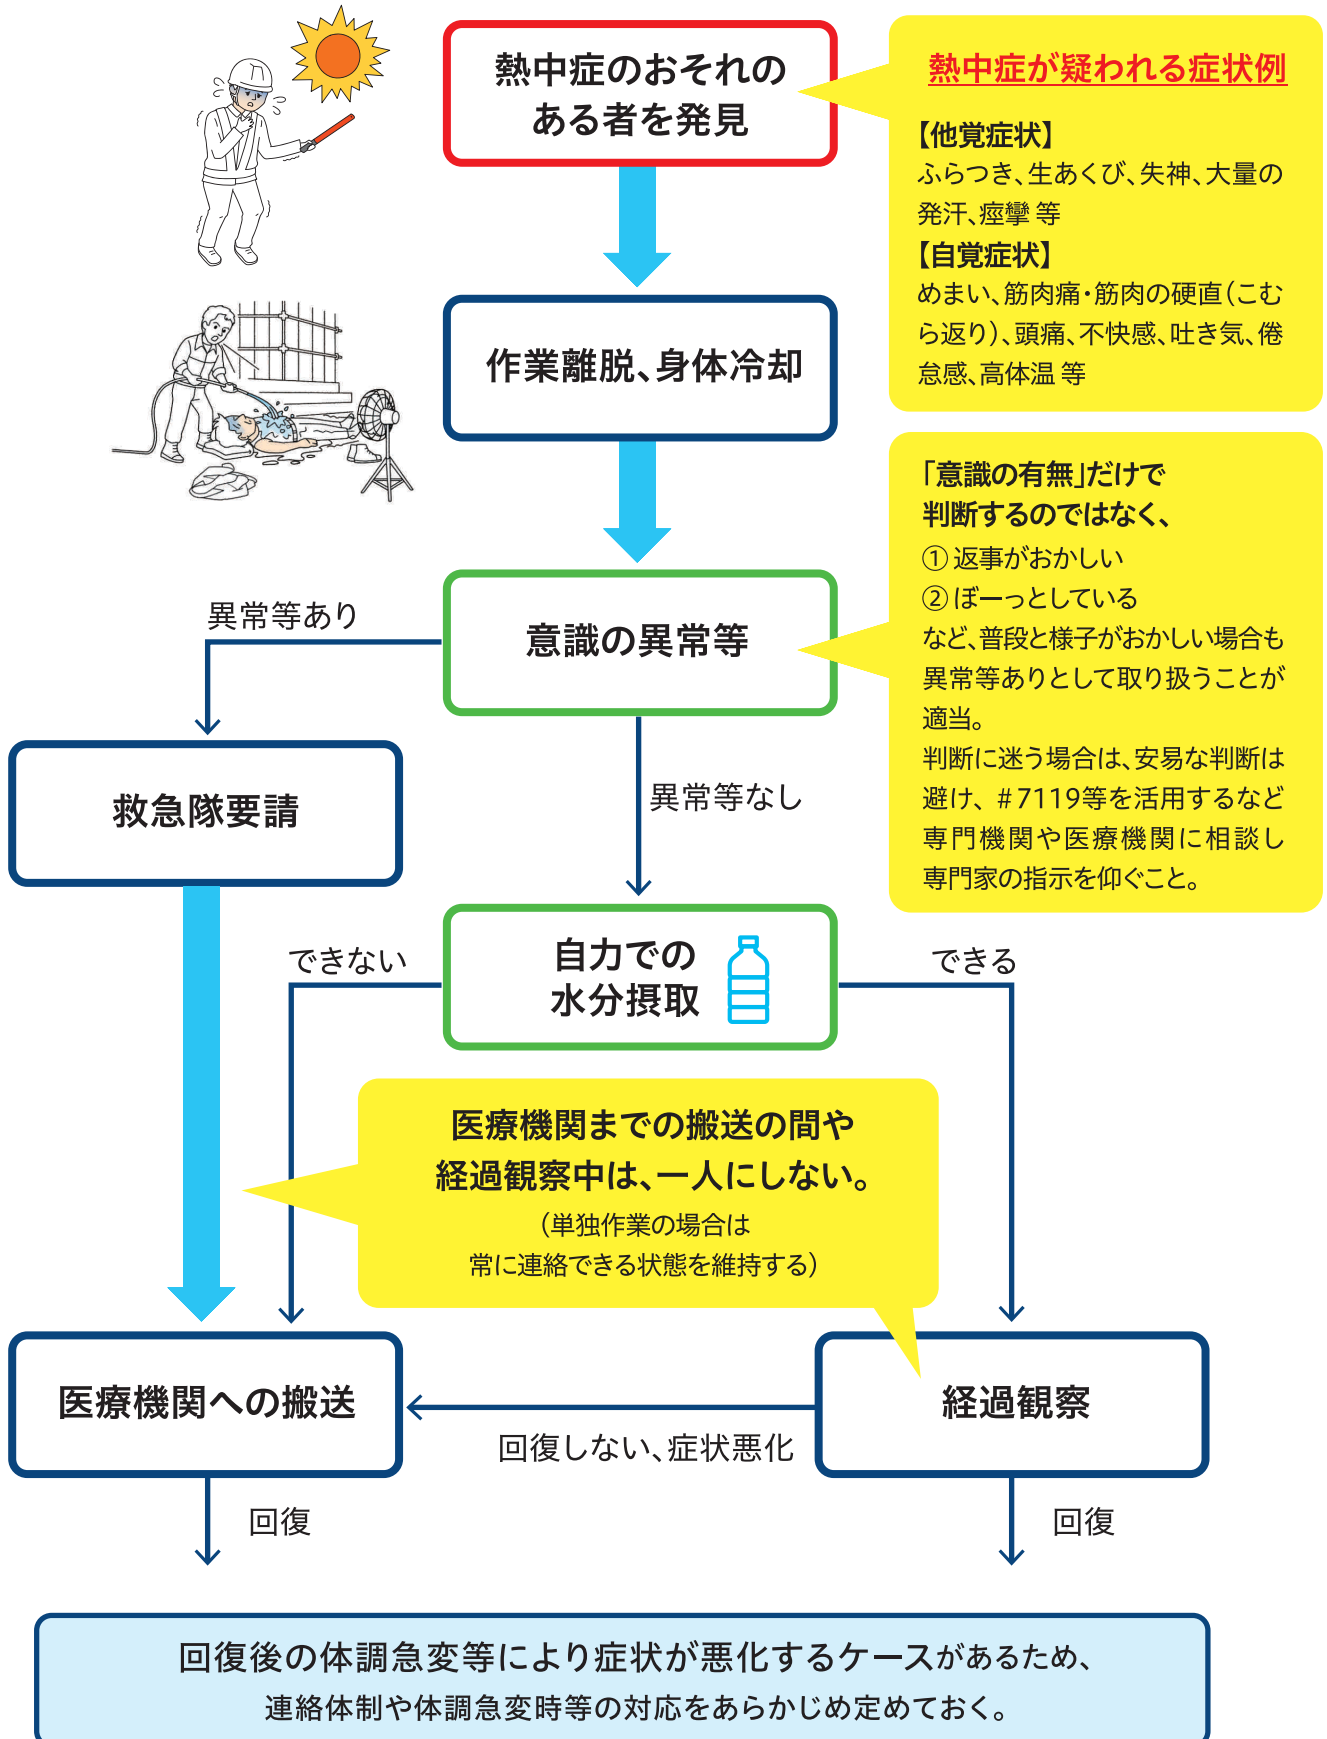 熱中症のおそれの
ある者を発見
熱中症が疑われる症状例
【他覚症状】
ふらつき、生あくび、失神、大量の
発汗、痙攣 等
【自覚症状】
めまい、筋肉痛・筋肉の硬直（こむ
ら返り）、頭痛、不快感、吐き気、倦
怠感、高体温 等
作業離脱、身体冷却
「意識の有無」だけで
判断するのではなく、
① 返事がおかしい
② ぼーっとしている
など、普段と様子がおかしい場合も
異常等ありとして取り扱うことが
適当。
判断に迷う場合は、安易な判断は
避け、＃7119等を活用するなど
専門機関や医療機関に相談し
専門家の指示を仰ぐこと。
意識の異常等
異常等あり
異常等なし
救急隊要請
自力での
水分摂取
できない
できる
医療機関までの搬送の間や
経過観察中は、一人にしない。
（単独作業の場合は
常に連絡できる状態を維持する）
医療機関への搬送
経過観察
回復しない、症状悪化
回復
回復
回復後の体調急変等により症状が悪化するケースがあるため、
連絡体制や体調急変時等の対応をあらかじめ定めておく。